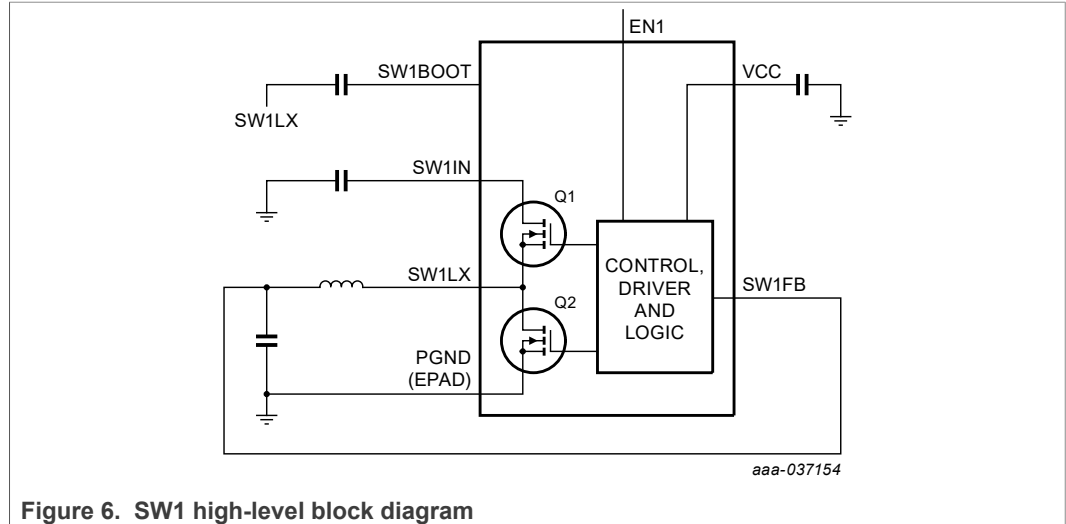 EN1
SW1BOOT
VCC
SW1LX
SW1IN
Q1
CONTROL,
DRIVER
AND
LOGIC
SW1LX
SW1FB
Q2
PGND
(EPAD)
aaa-037154
Figure 6. SW1 high-level block diagram